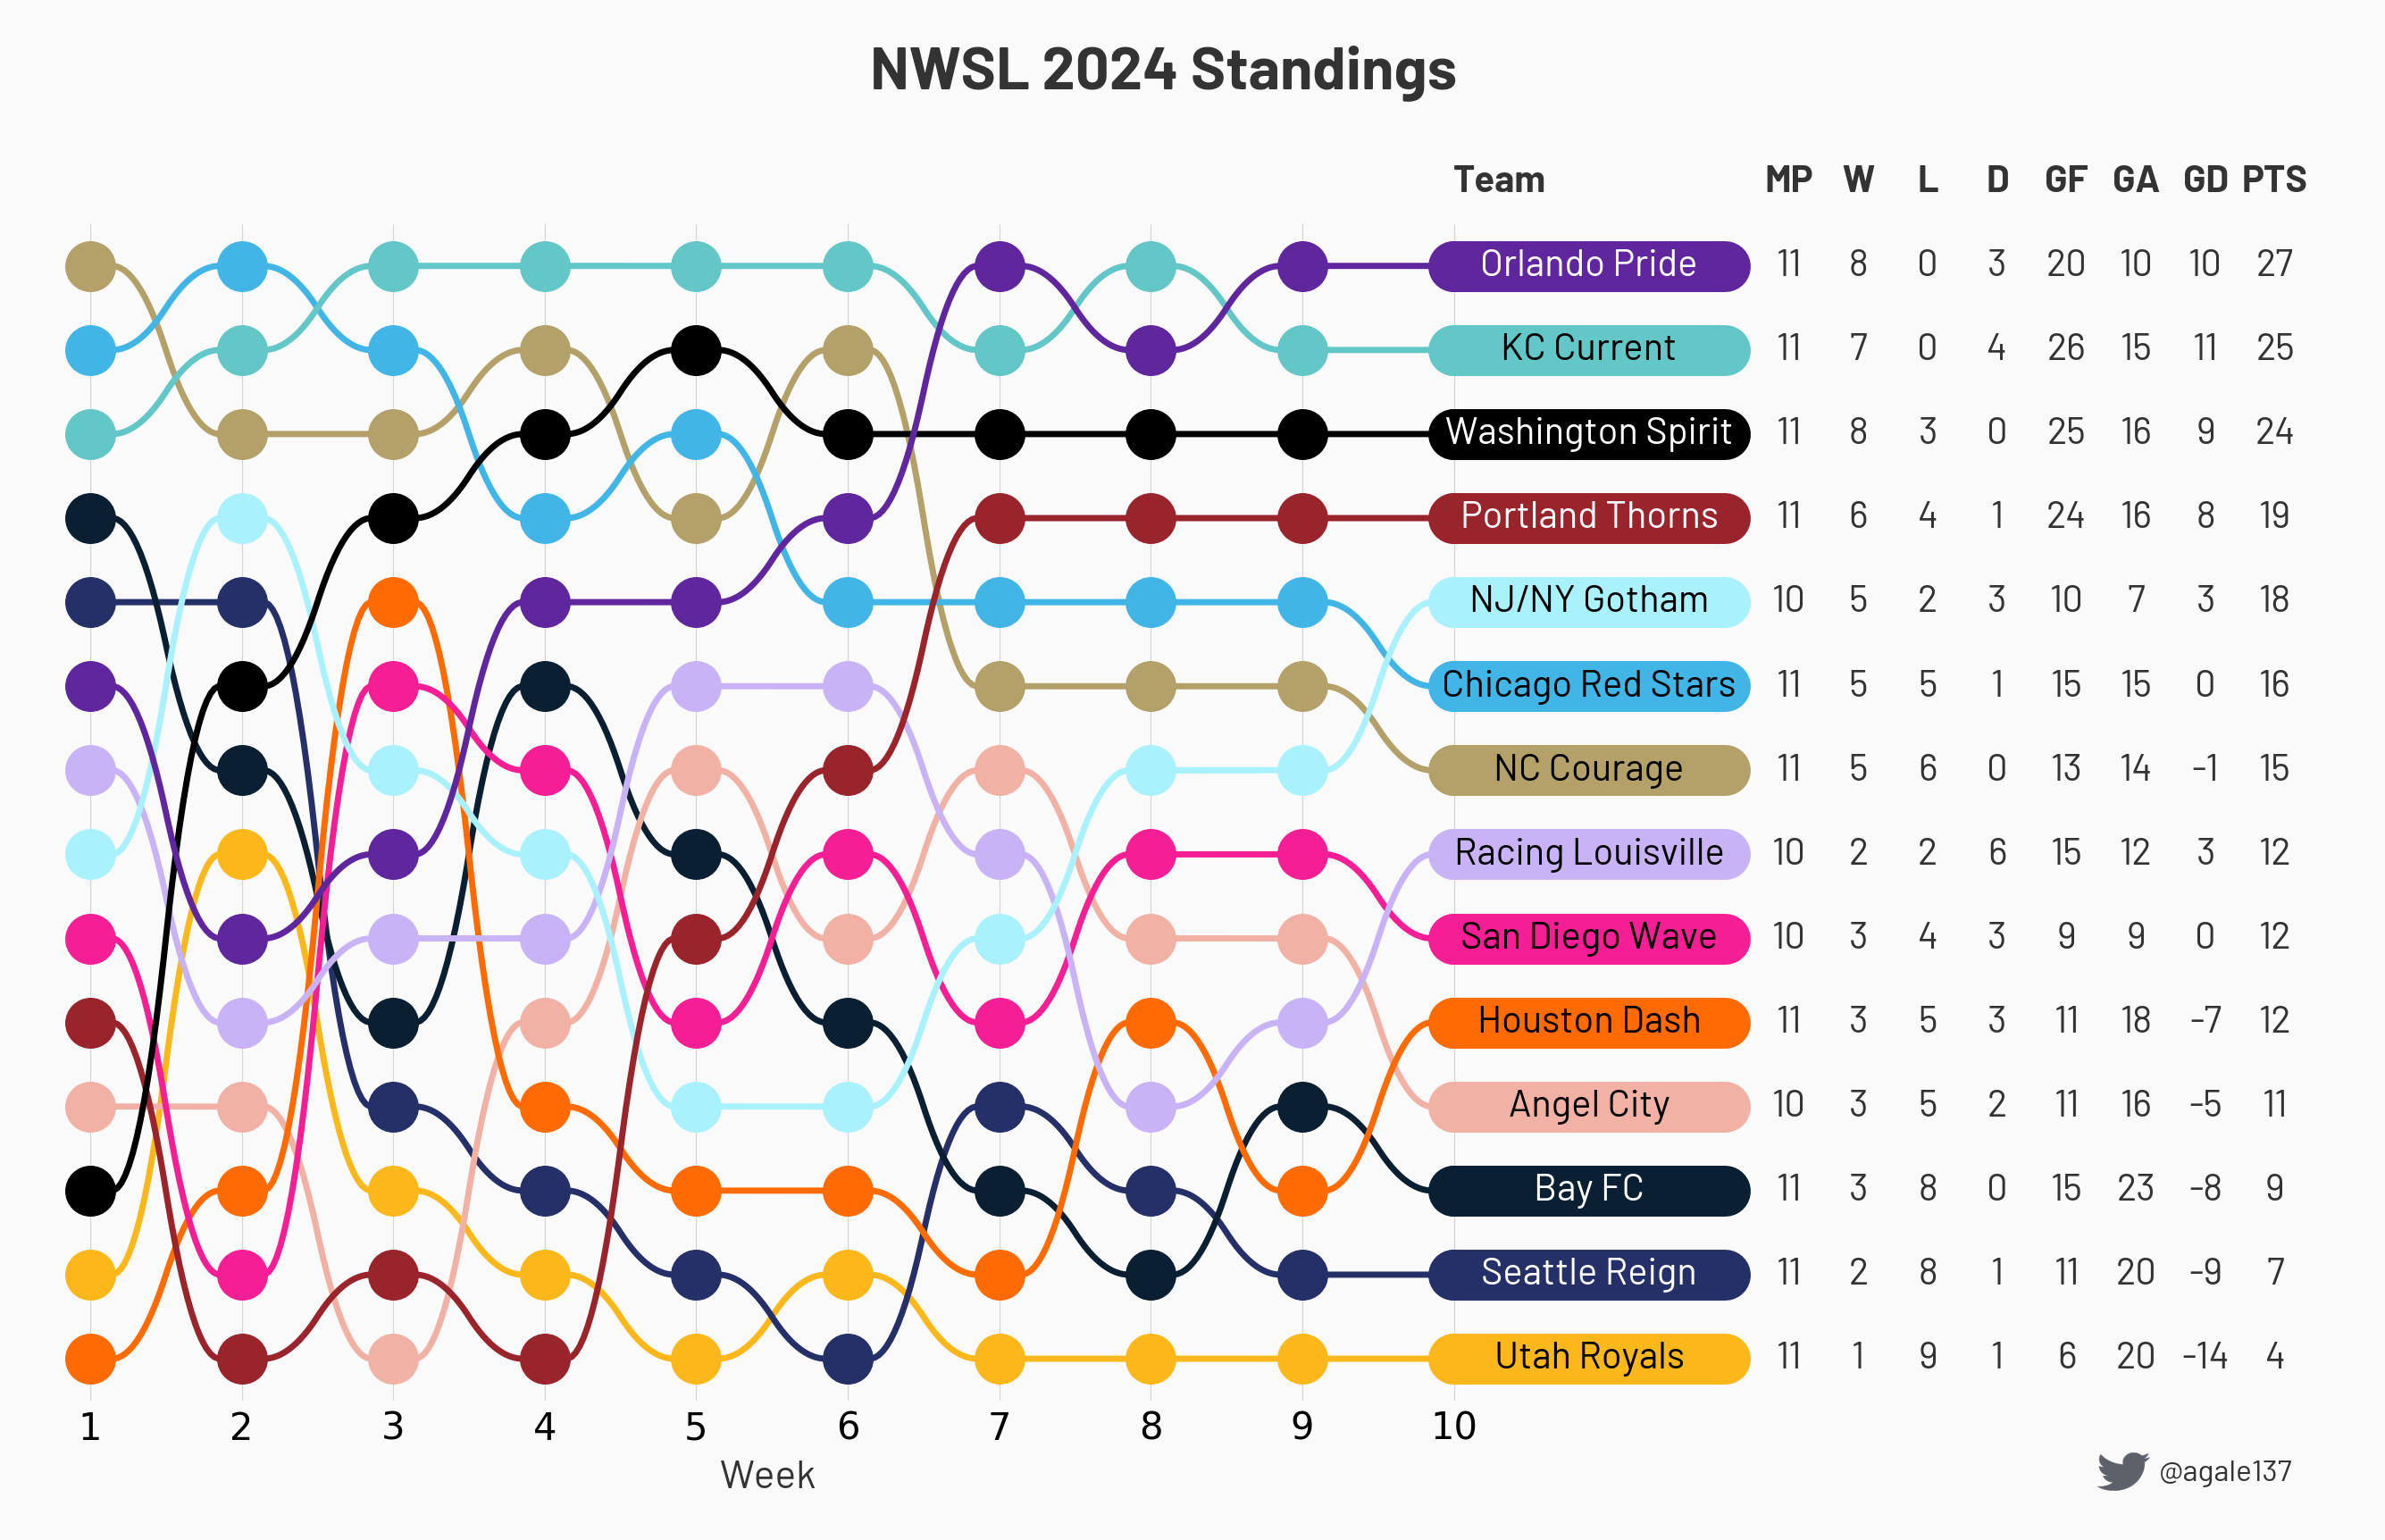 NWSL 2024 Standings
Team MP W L D GF GA GD PTS
Orlando Pride 11 8 0 3 20 10 10 27
KC Current 11 7 0 4 26 15 11 25
Washington Spirit 11 8 3 0 25 16 9 24
Portland Thorns 11 6 4 1 24 16 8 19
NJ/NY Gotham 10 5 2 3 10 7 3 18
Chicago Red Stars 11 5 5 1 15 15 0 16
NC Courage 11 5 6 0 13 14 -1 15
Racing Louisville 10 2 2 6 15 12 3 12
San Diego Wave 10 3 4 3 9 9 0 12
Houston Dash 11 3 5 3 11 18 -7 12
Angel City 10 3 5 2 11 16 -5 11
Bay FC 11 3 8 0 15 23 -8 9
Seattle Reign 11 2 8 1 11 20 -9 7
Utah Royals 11 1 9 1 6 20 -14 4
1 2 3 4 5 6 7 8 9 10
Week
@agale137